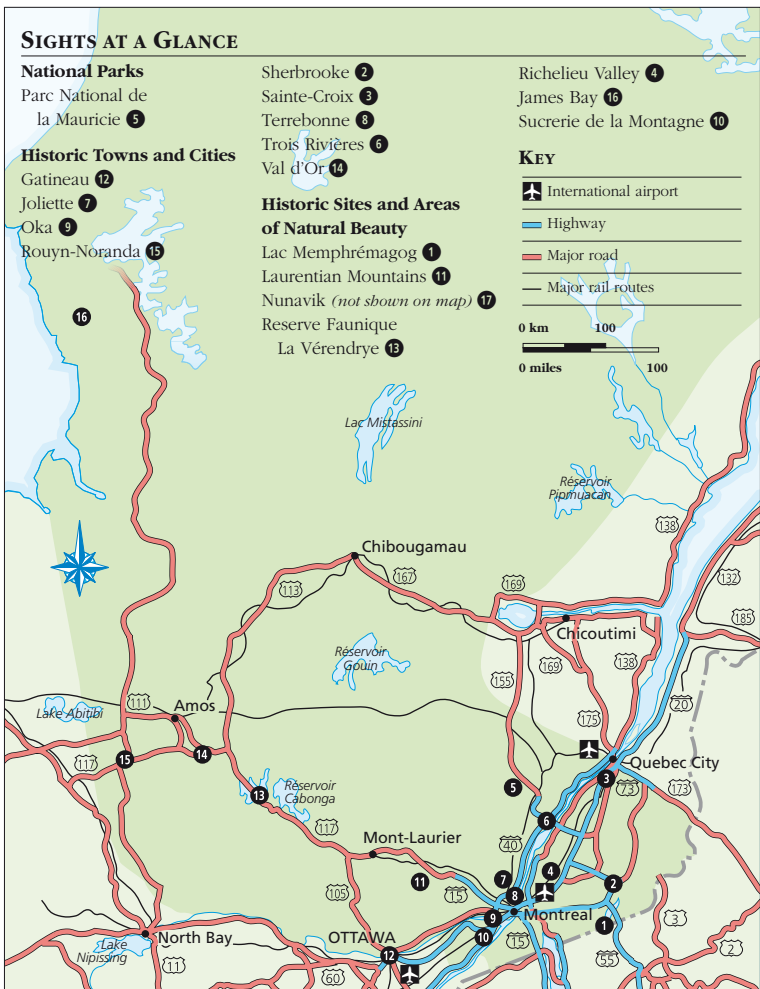 SIGHTS AT A GLANCE
National Parks
Parc National de
la Mauricie 5
Historic Towns and Cities
Gatineau 12
Joliette 7
Oka 9
Rouyn-Noranda 15
Sherbrooke 2
Sainte-Croix 3
Terrebonne 8
Trois Rivières 6
Val d'Or 14
Historic Sites and Areas
of Natural Beauty
Lac Memphrémagog 1
Laurentian Mountains 11
Nunavik (not shown on map) 17
Reserve Faunique
La Vérendrye 13
Richelieu Valley 4
James Bay 16
Sucrerie de la Montagne 10
KEY
International airport
Highway
Major road
Major rail routes
0 km 100
0 miles 100
16
Lac Mistassini
Réservoir
Pipmuacan
138
Chibougamau
113
167
169
132
185
Chicoutimi
Réservoir
Gouin
155
169
138
111
Amos
Lake Abitibi
175
20
117
15
14
Quebec City
5
3
73
173
13
Réservoir
Cabonga
117
6
Mont-Laurier
40
105
11
15
7
8
4
2
9
Montreal
1
3
North Bay
OTTAWA
10
15
2
Lake
Nipissing
11
12
60
55